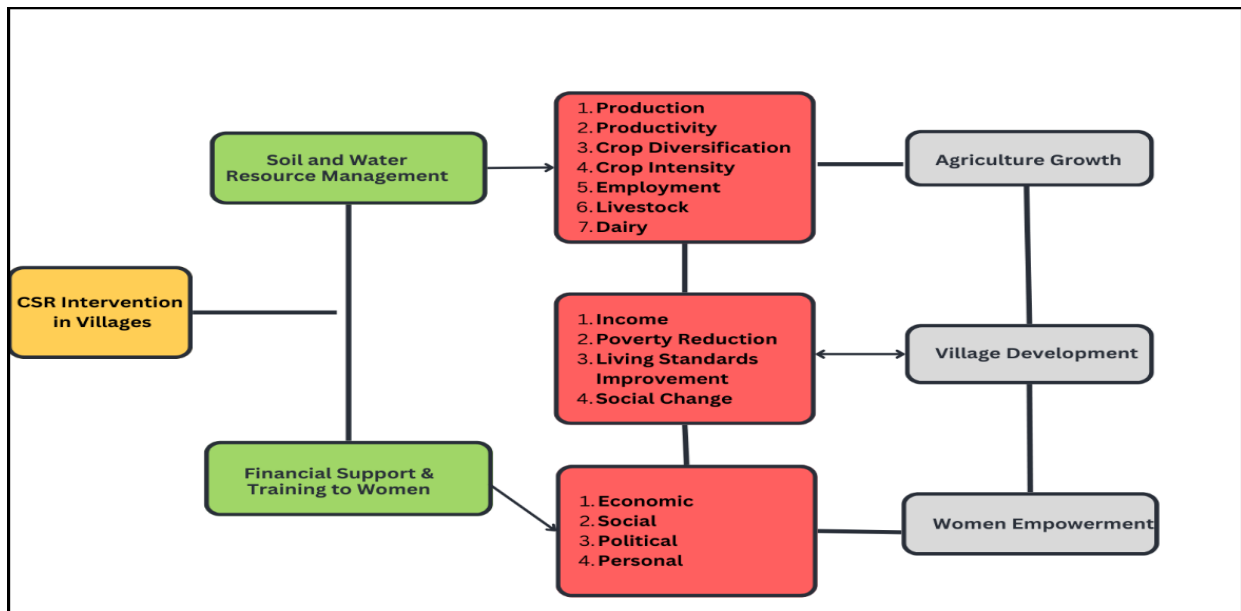 CSR Intervention
in Villages
Soil and Water
Resource Management
Financial Support &
Training to Women
1. Production
2. Productivity
3. Crop Diversification
4. Crop Intensity
5. Employment
6. Livestock
7. Dairy
1. Income
2. Poverty Reduction
3. Living Standards
Improvement
4. Social Change
1. Economic
2. Social
3. Political
4. Personal
Agriculture Growth
Village Development
Women Empowerment